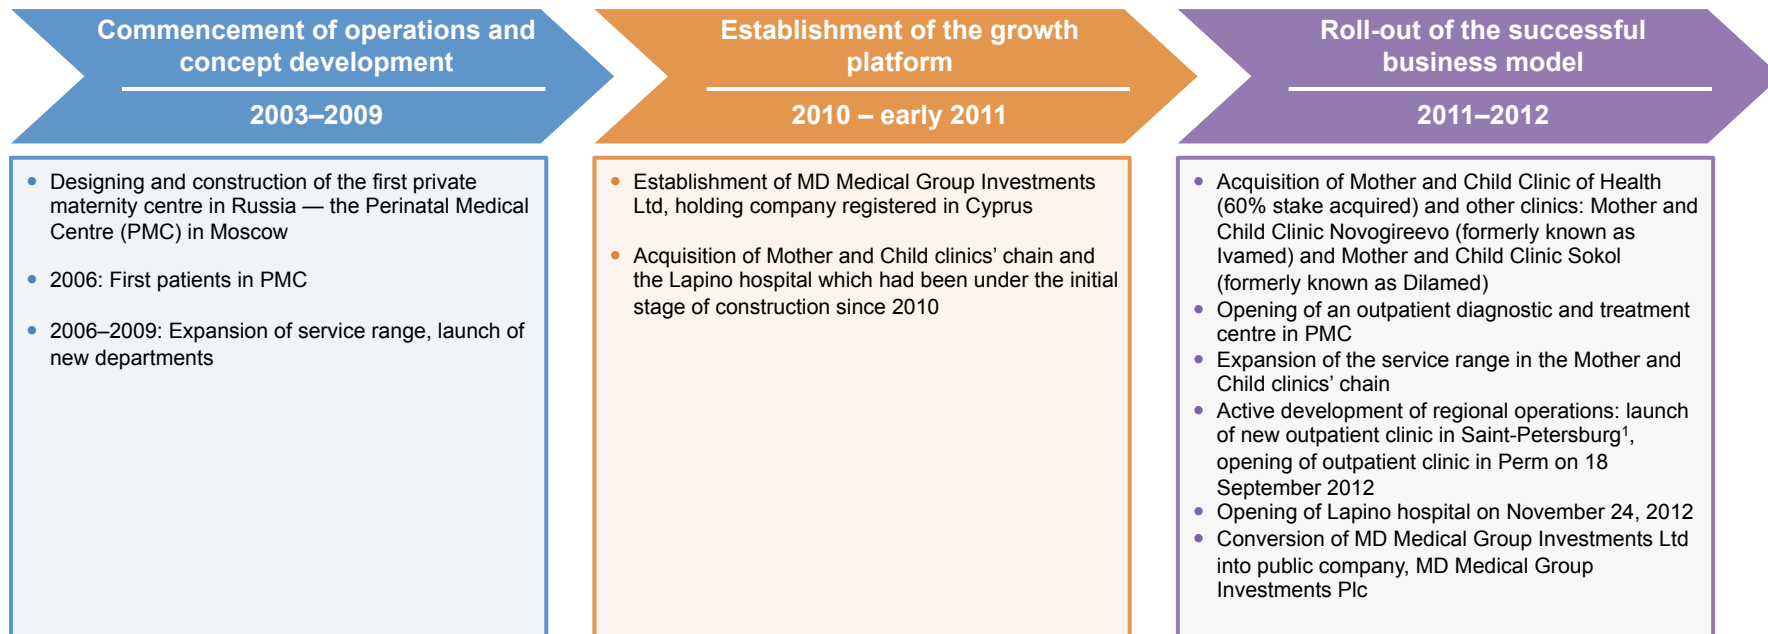 Commencement of operations and
concept development
2003–2009
• Designing and construction of the first private
maternity centre in Russia — the Perinatal Medical
Centre (PMC) in Moscow
• 2006: First patients in PMC
• 2006–2009: Expansion of service range, launch of
new departments
Establishment of the growth
platform
2010 – early 2011
• Establishment of MD Medical Group Investments
Ltd, holding company registered in Cyprus
• Acquisition of Mother and Child clinics’ chain and
the Lapino hospital which had been under the initial
stage of construction since 2010
Roll-out of the successful
business model
2011–2012
• Acquisition of Mother and Child Clinic of Health
(60% stake acquired) and other clinics: Mother and
Child Clinic Novogireevo (formerly known as
Ivamed) and Mother and Child Clinic Sokol
(formerly known as Dilamed)
• Opening of an outpatient diagnostic and treatment
centre in PMC
• Expansion of the service range in the Mother and
Child clinics’ chain
• Active development of regional operations: launch
of new outpatient clinic in Saint-Petersburg¹,
opening of outpatient clinic in Perm on 18
September 2012
• Opening of Lapino hospital on November 24, 2012
• Conversion of MD Medical Group Investments Ltd
into public company, MD Medical Group
Investments Plc